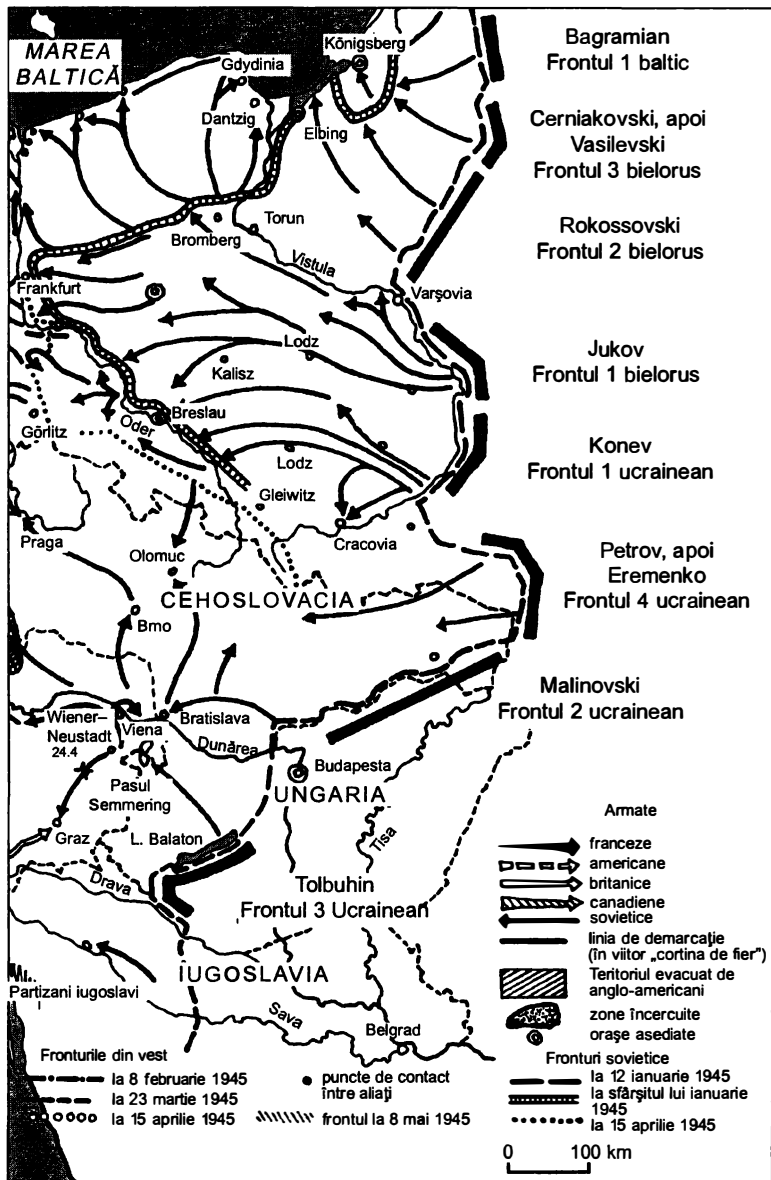 MAREA
BALTICĂ
Gdydinia
Königsberg
Dantzig
Elbing
Torun
Bromberg
Vistula
Frankfurt
Varşovia
Lodz
Kalisz
Breslau
Oder
Görlitz
Lodz
Gleiwitz
Cracovia
Praga
Olomuc
CEHOSLOVACIA
Brno
Wiener–
Neustadt
24.4
Viena
Bratislava
Dunărea
Budapesta
UNGARIA
Pasul
Semmering
Graz
L. Balaton
Tisa
Drava
Tolbuhin
Frontul 3 Ucrainean
IUGOSLAVIA
Partizani iugoslavi
Sava
Belgrad
Bagramian
Frontul 1 baltic
Cerniakovski, apoi
Vasilevski
Frontul 3 bielorus
Rokossovski
Frontul 2 bielorus
Jukov
Frontul 1 bielorus
Konev
Frontul 1 ucrainean
Petrov, apoi
Eremenko
Frontul 4 ucrainean
Malinovski
Frontul 2 ucrainean
Armate
franceze
americane
britanice
canadiene
sovietice
linia de demarcaţie
(în viitor „cortina de fier")
Teritoriul evacuat de
anglo-americani
zone încercuite
oraşe asediate
Fronturile din vest
la 8 februarie 1945
la 23 martie 1945
la 15 aprilie 1945
puncte de contact
între aliaţi
frontul la 8 mai 1945
Fronturi sovietice
la 12 ianuarie 1945
la sfârşitul lui ianuarie
1945
la 15 aprilie 1945
0 100 km